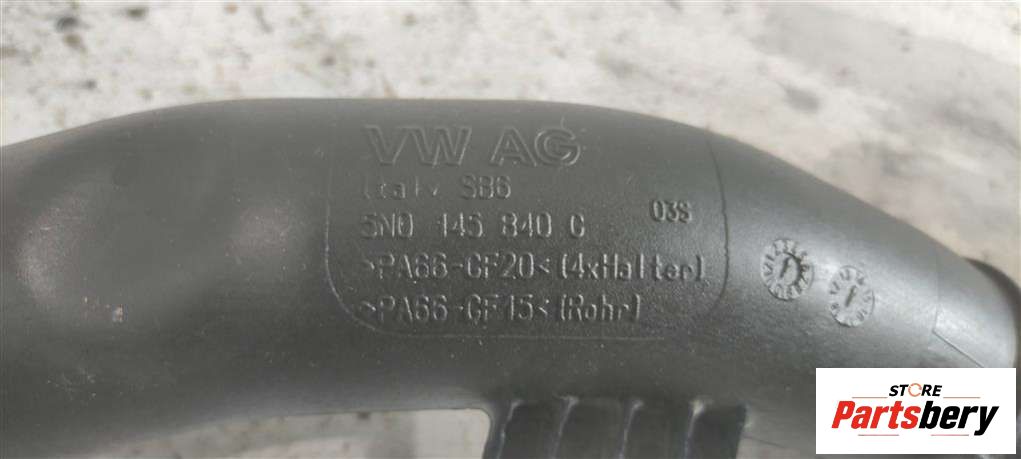 VW AG
Italy SB6
5N0 145 840 C 03S
>PA66-GF20<(4xHalter)
>PA66-GF15<(Rohr)
STORE
Partsbery